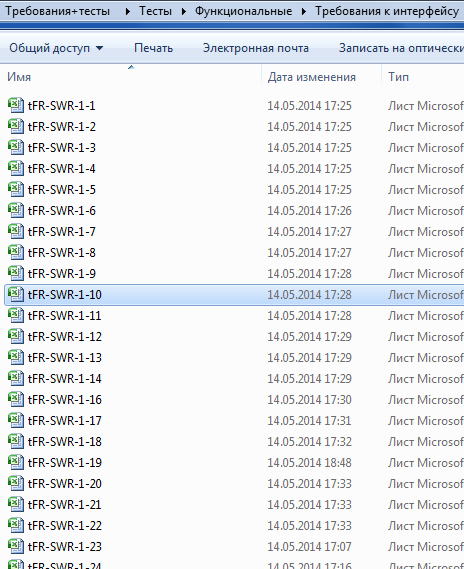 Требования+тесты ▸ Тесты ▸ Функциональные ▸ Требования к интерфейсу
Общий доступ ▼ Печать Электронная почта Записать на оптически
Имя Дата изменения Тип
tFR-SWR-1-1 14.05.2014 17:25 Лист Microsof
tFR-SWR-1-2 14.05.2014 17:25 Лист Microsof
tFR-SWR-1-3 14.05.2014 17:25 Лист Microsof
tFR-SWR-1-4 14.05.2014 17:25 Лист Microsof
tFR-SWR-1-5 14.05.2014 17:25 Лист Microsof
tFR-SWR-1-6 14.05.2014 17:26 Лист Microsof
tFR-SWR-1-7 14.05.2014 17:27 Лист Microsof
tFR-SWR-1-8 14.05.2014 17:27 Лист Microsof
tFR-SWR-1-9 14.05.2014 17:28 Лист Microsof
tFR-SWR-1-10 14.05.2014 17:28 Лист Microsof
tFR-SWR-1-11 14.05.2014 17:28 Лист Microsof
tFR-SWR-1-12 14.05.2014 17:29 Лист Microsof
tFR-SWR-1-13 14.05.2014 17:29 Лист Microsof
tFR-SWR-1-14 14.05.2014 17:29 Лист Microsof
tFR-SWR-1-16 14.05.2014 17:30 Лист Microsof
tFR-SWR-1-17 14.05.2014 17:31 Лист Microsof
tFR-SWR-1-18 14.05.2014 17:32 Лист Microsof
tFR-SWR-1-19 14.05.2014 18:48 Лист Microsof
tFR-SWR-1-20 14.05.2014 17:33 Лист Microsof
tFR-SWR-1-21 14.05.2014 17:33 Лист Microsof
tFR-SWR-1-22 14.05.2014 17:33 Лист Microsof
tFR-SWR-1-23 14.05.2014 17:07 Лист Microsof
tFR-SWR-1-24 14.05.2014 17:16 Лист Microsof